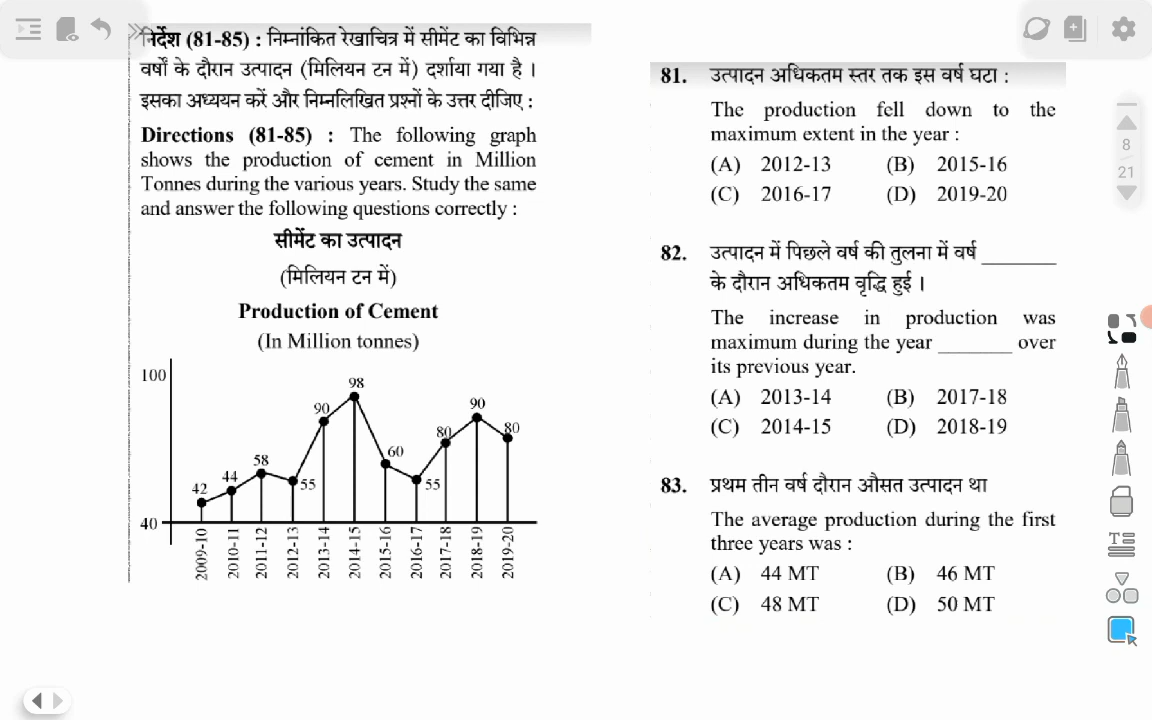 निर्देश (81-85) : निम्नांकित रेखाचित्र में सीमेंट का विभिन्न
वर्षों के दौरान उत्पादन (मिलियन टन में) दर्शाया गया है ।
इसका अध्ययन करें और निम्नलिखित प्रश्नों के उत्तर दीजिए :
Directions (81-85) : The following graph
shows the production of cement in Million
Tonnes during the various years. Study the same
and answer the following questions correctly :
सीमेंट का उत्पादन
(मिलियन टन में)
Production of Cement
(In Million tonnes)
100
98
90
90
80
80
60
58
55
55
44
42
40
2009-10
2010-11
2011-12
2012-13
2013-14
2014-15
2015-16
2016-17
2017-18
2018-19
2019-20
81. उत्पादन अधिकतम स्तर तक इस वर्ष घटा :
The production fell down to the
maximum extent in the year :
(A) 2012-13 (B) 2015-16
(C) 2016-17 (D) 2019-20
82. उत्पादन में पिछले वर्ष की तुलना में वर्ष ________
के दौरान अधिकतम वृद्धि हुई ।
The increase in production was
maximum during the year ________ over
its previous year.
(A) 2013-14 (B) 2017-18
(C) 2014-15 (D) 2018-19
83. प्रथम तीन वर्ष दौरान औसत उत्पादन था
The average production during the first
three years was :
(A) 44 MT (B) 46 MT
(C) 48 MT (D) 50 MT
8
21
T